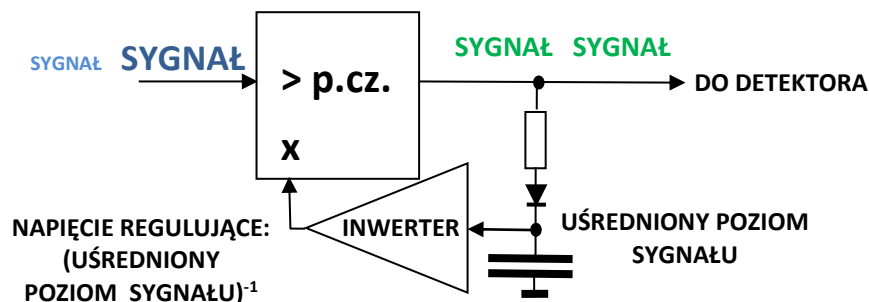 SYGNAŁ SYGNAŁ
SYGNAŁ SYGNAŁ
> p.cz.
x
DO DETEKTORA
INWERTER
UŚREDNIONY POZIOM
SYGNAŁU
NAPIĘCIE REGULUJĄCE:
(UŚREDNIONY
POZIOM SYGNAŁU)⁻¹